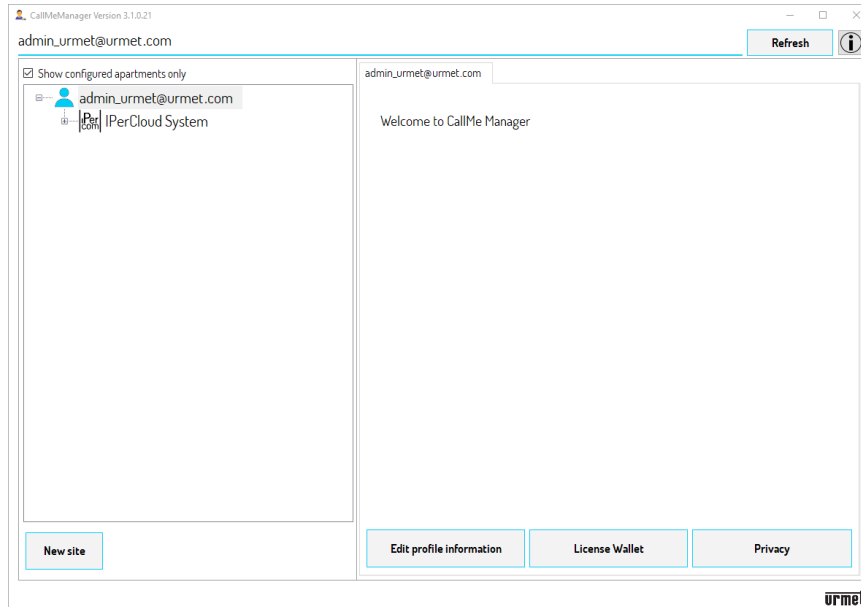 CallMeManager Version 3.1.0.21
admin_urmet@urmet.com
Refresh
Show configured apartments only
admin_urmet@urmet.com
IPerCloud System
iPer
com
admin_urmet@urmet.com
Welcome to CallMe Manager
New site
Edit profile information
License Wallet
Privacy